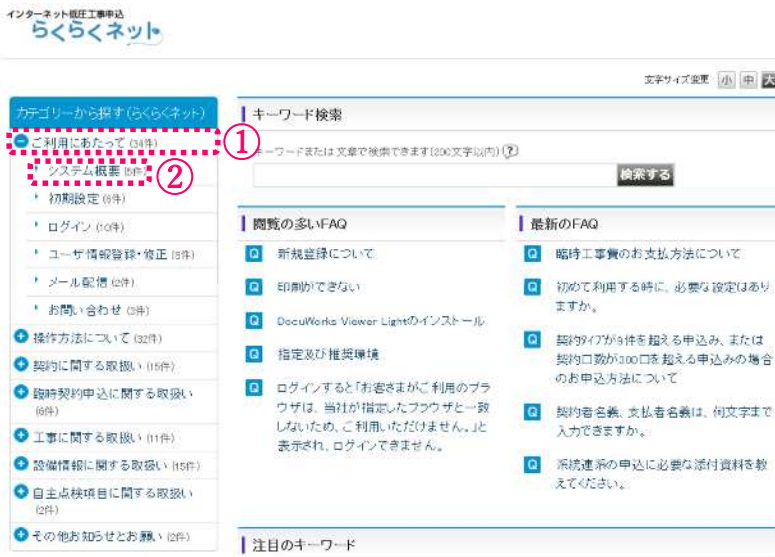 インターネット低圧工事申込
らくらくネット
文字サイズ変更 小 中 大
カテゴリーから探す(らくらくネット)
ご利用にあたって (34件)
①
システム概要 (5件)
②
初期設定 (6件)
ログイン (10件)
ユーザ情報登録・修正 (8件)
メール配信 (2件)
お問い合わせ (3件)
操作方法について (32件)
契約に関する取扱い (15件)
臨時契約申込に関する取扱い
(6件)
工事に関する取扱い (11件)
設備情報に関する取扱い (15件)
自主点検項目に関する取扱い
(2件)
その他お知らせとお願い (2件)
キーワード検索
キーワードまたは文章で検索できます(200文字以内) ?
検索する
閲覧の多いFAQ
Q 新規登録について
Q 印刷ができない
Q DocuWorks Viewer Lightのインストール
Q 指定及び推奨環境
Q ログインすると「お客さまがご利用のブラ
ウザは、当社が指定したブラウザと一致
しないため、ご利用いただけません。」と
表示され、ログインできません。
最新のFAQ
Q 臨時工事費のお支払方法について
Q 初めて利用する時に、必要な設定はあり
ますか。
Q 契約ﾀｲﾌﾟが9件を超える申込み、または
契約口数が300口を超える申込みの場合
のお申込方法について
Q 契約者名義、支払者名義は、何文字まで
入力できますか。
Q 系統連系の申込に必要な添付資料を教
えてください。
注目のキーワード